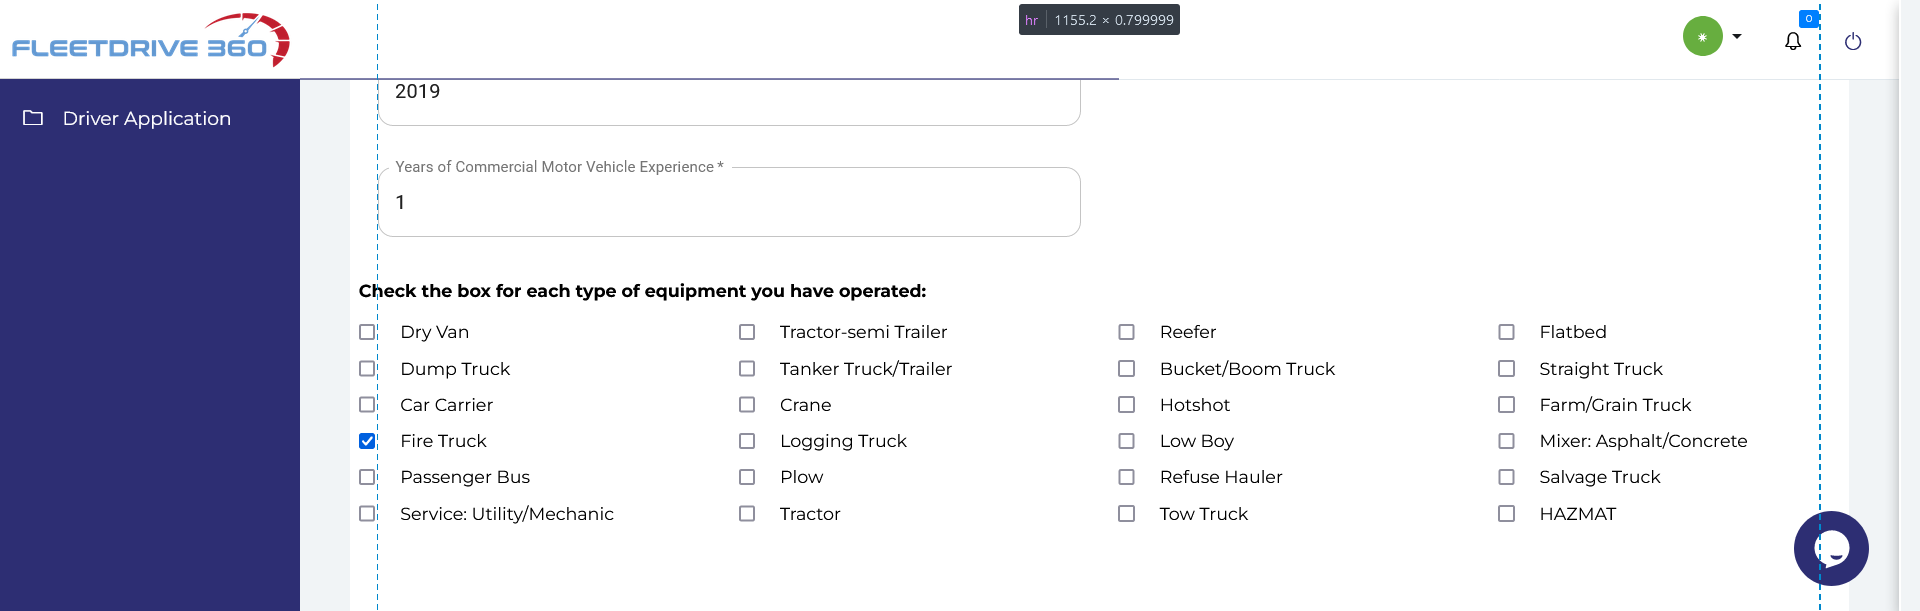 hr 1155.2 × 0.799999
0
FLEETDRIVE 360
Driver Application
2019
Years of Commercial Motor Vehicle Experience *
1
Check the box for each type of equipment you have operated:
Dry Van Tractor-semi Trailer Reefer Flatbed
Dump Truck Tanker Truck/Trailer Bucket/Boom Truck Straight Truck
Car Carrier Crane Hotshot Farm/Grain Truck
Fire Truck Logging Truck Low Boy Mixer: Asphalt/Concrete
Passenger Bus Plow Refuse Hauler Salvage Truck
Service: Utility/Mechanic Tractor Tow Truck HAZMAT